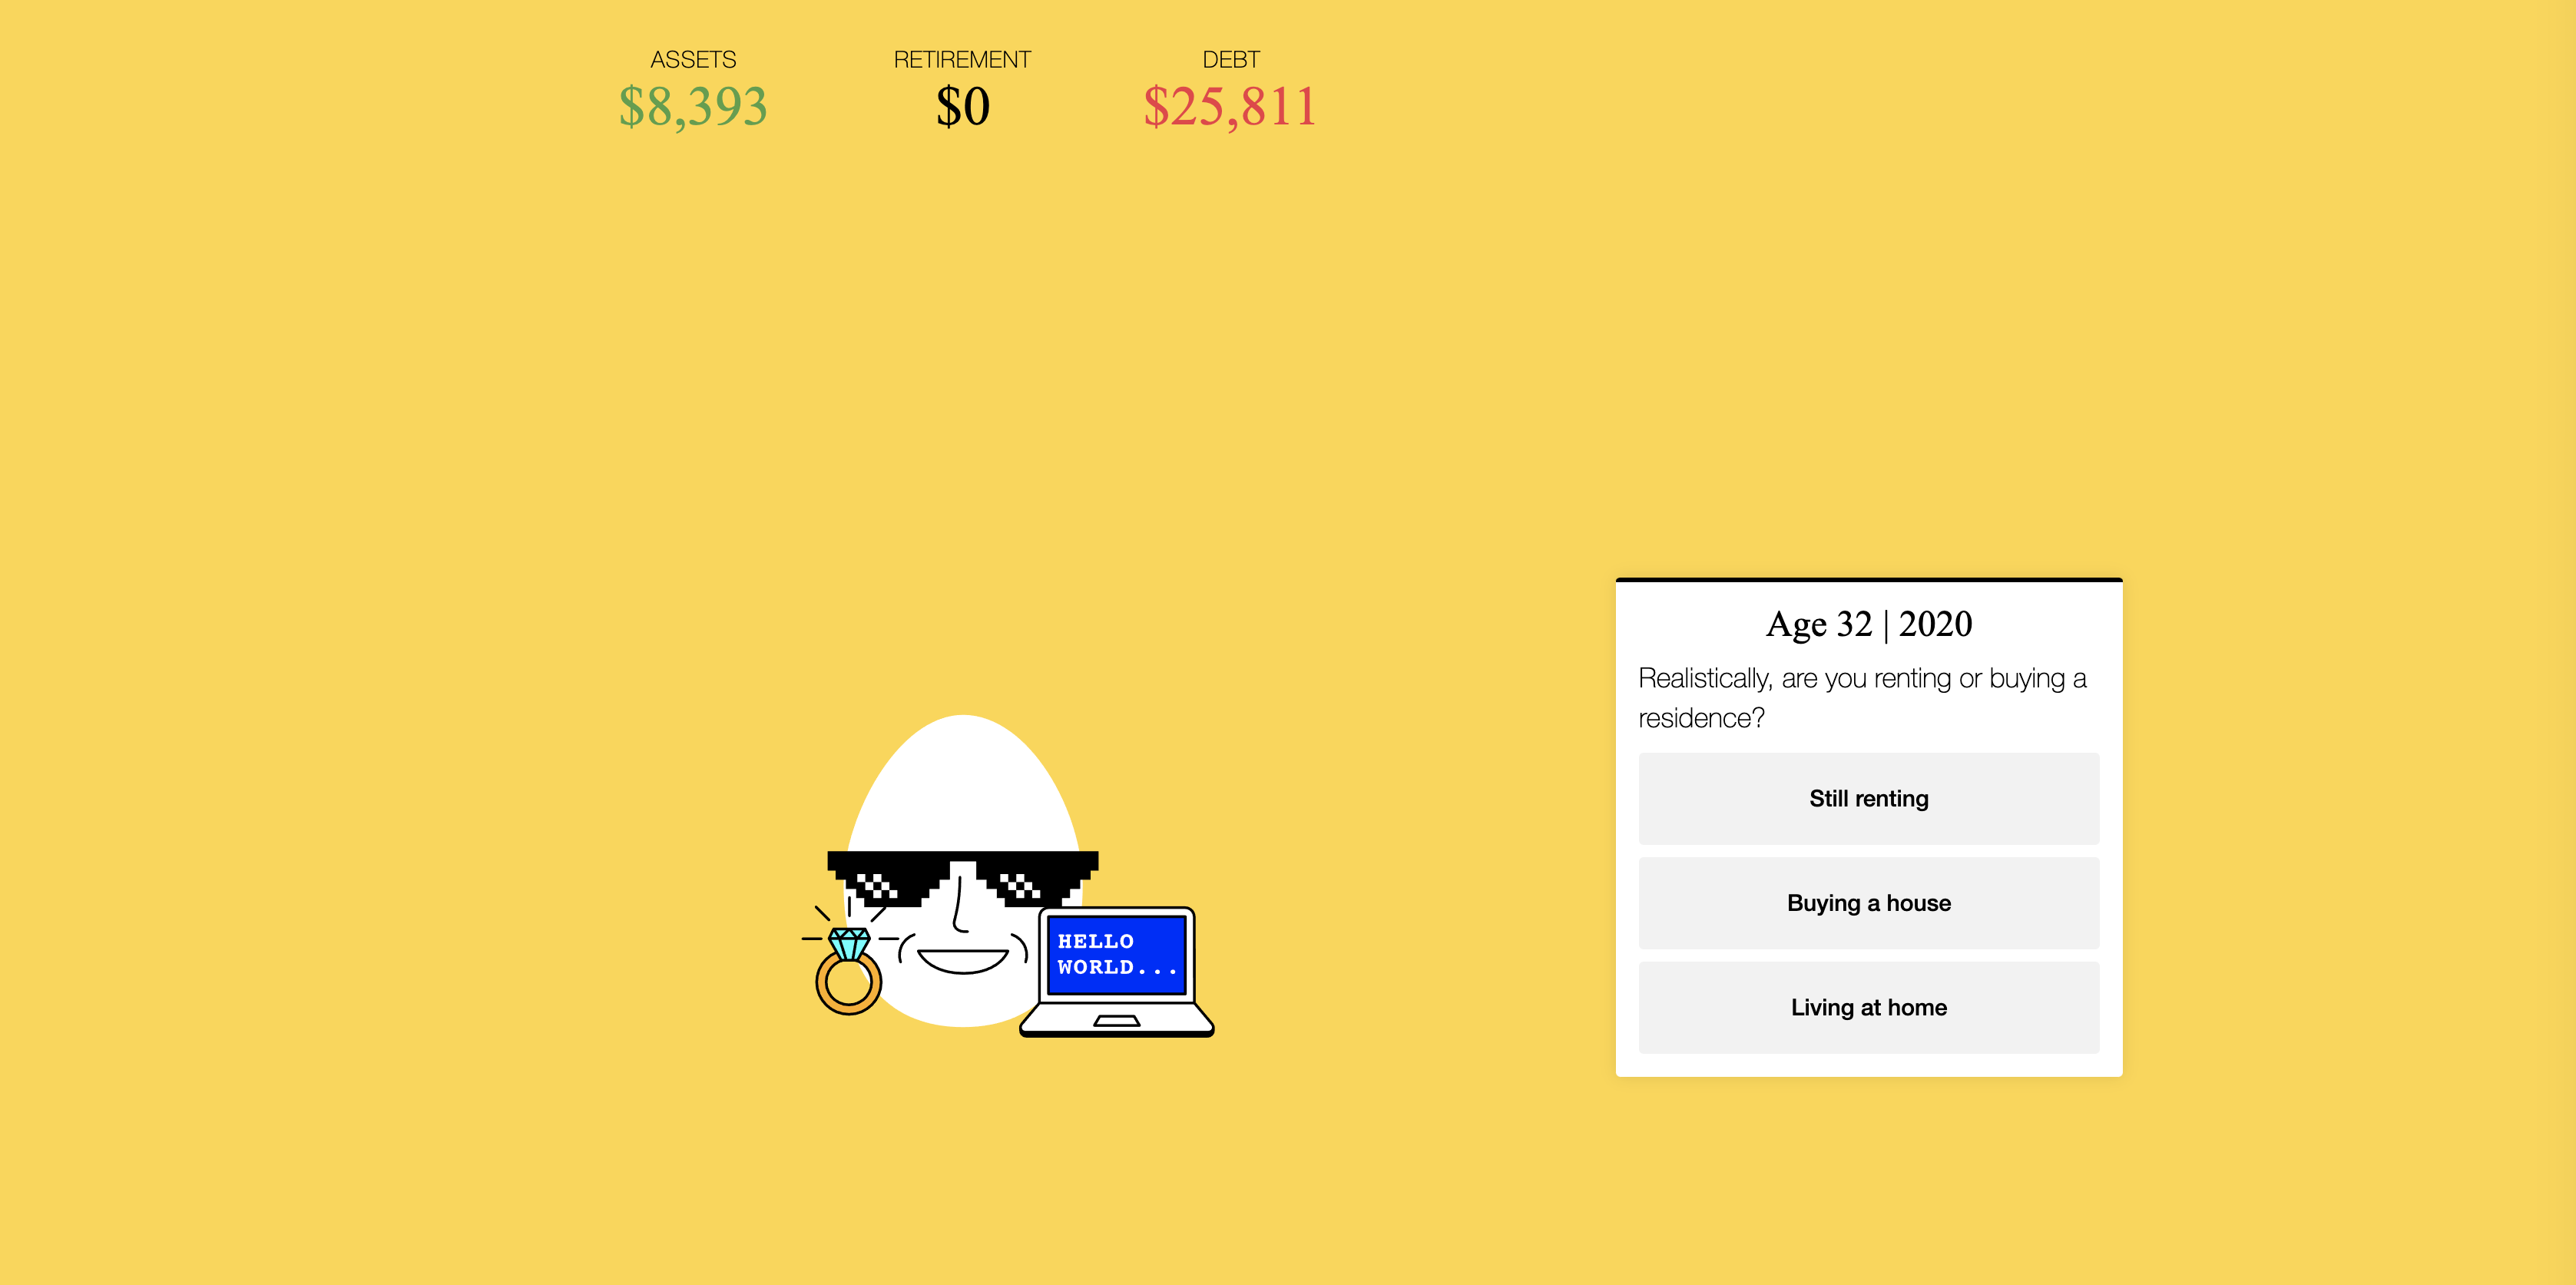 ASSETS
$8,393
RETIREMENT
$0
DEBT
$25,811
HELLO
WORLD...
Age 32 | 2020
Realistically, are you renting or buying a
residence?
Still renting
Buying a house
Living at home